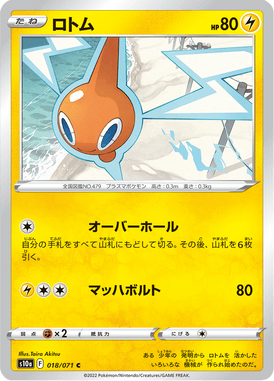 たね ロトム HP80
全国図鑑 NO.479 プラズマポケモン 高さ:0.3m 重さ:0.3kg
オーバーホール
自分の手札をすべて山札にもどして切る。その後、山札を6枚
引く。
マッハボルト 80
弱点 ×2 抵抗力 にげる
Illus. Taira Akitsu
s10a F 018/071 C
ある 少年の 発明から ロトムを 活用した
いろいろな 機械が 作られ始めたのだ。
©2022 Pokémon/Nintendo/Creatures/GAME FREAK.